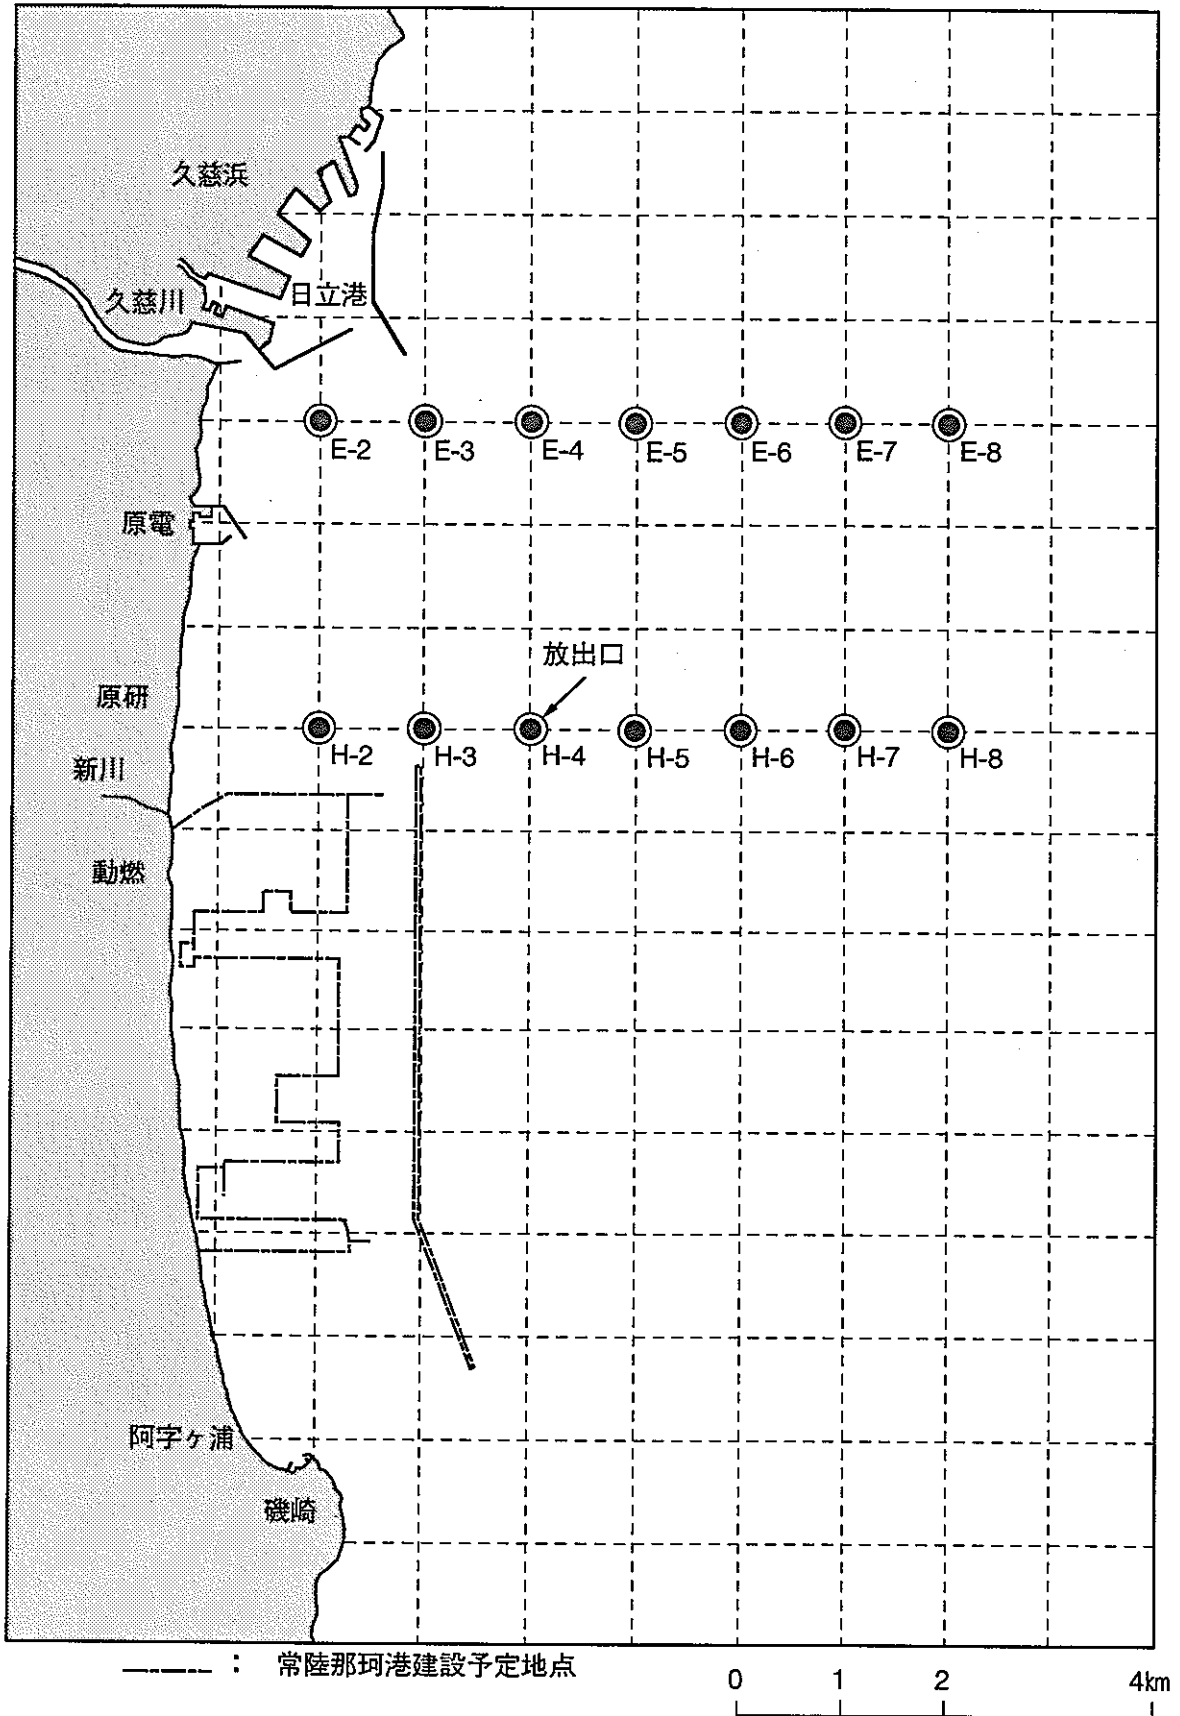 久慈浜
久慈川
日立港
E-2
E-3
E-4
E-5
E-6
E-7
E-8
原電
放出口
原研
H-2
H-3
H-4
H-5
H-6
H-7
H-8
新川
動燃
阿字ヶ浦
磯崎
： 常陸那珂港建設予定地点
0 1 2 4km